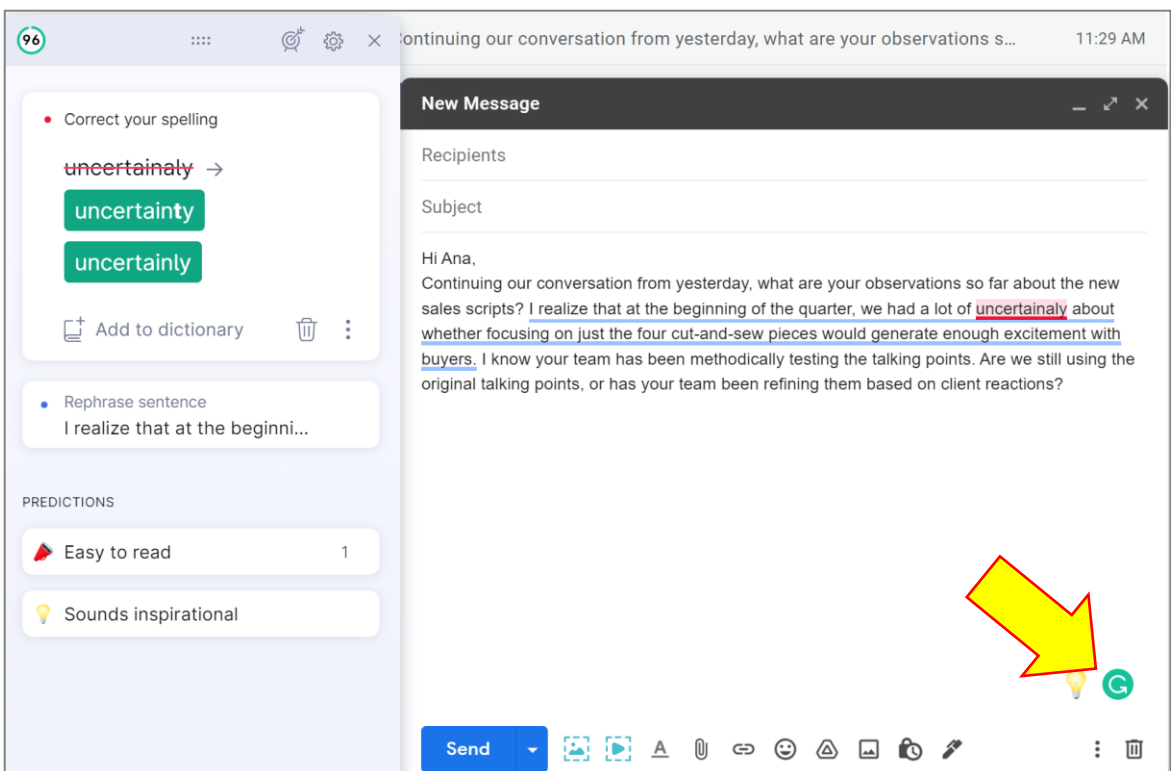 96
ontinuing our conversation from yesterday, what are your observations s... 11:29 AM
Correct your spelling
uncertainaly →
uncertainty
uncertainly
Add to dictionary
Rephrase sentence
I realize that at the beginni...
PREDICTIONS
Easy to read 1
Sounds inspirational
New Message
Recipients
Subject
Hi Ana,
Continuing our conversation from yesterday, what are your observations so far about the new
sales scripts? I realize that at the beginning of the quarter, we had a lot of uncertainaly about
whether focusing on just the four cut-and-sew pieces would generate enough excitement with
buyers. I know your team has been methodically testing the talking points. Are we still using the
original talking points, or has your team been refining them based on client reactions?
Send